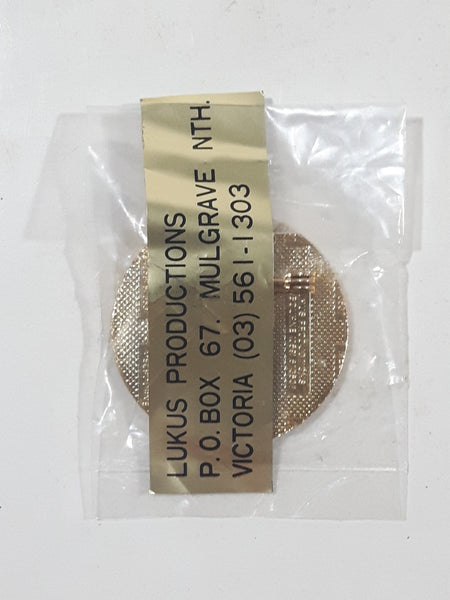 LUKUS PRODUCTIONS
P.O. BOX 67. MULGRAVE NTH.
VICTORIA (03) 561-1303